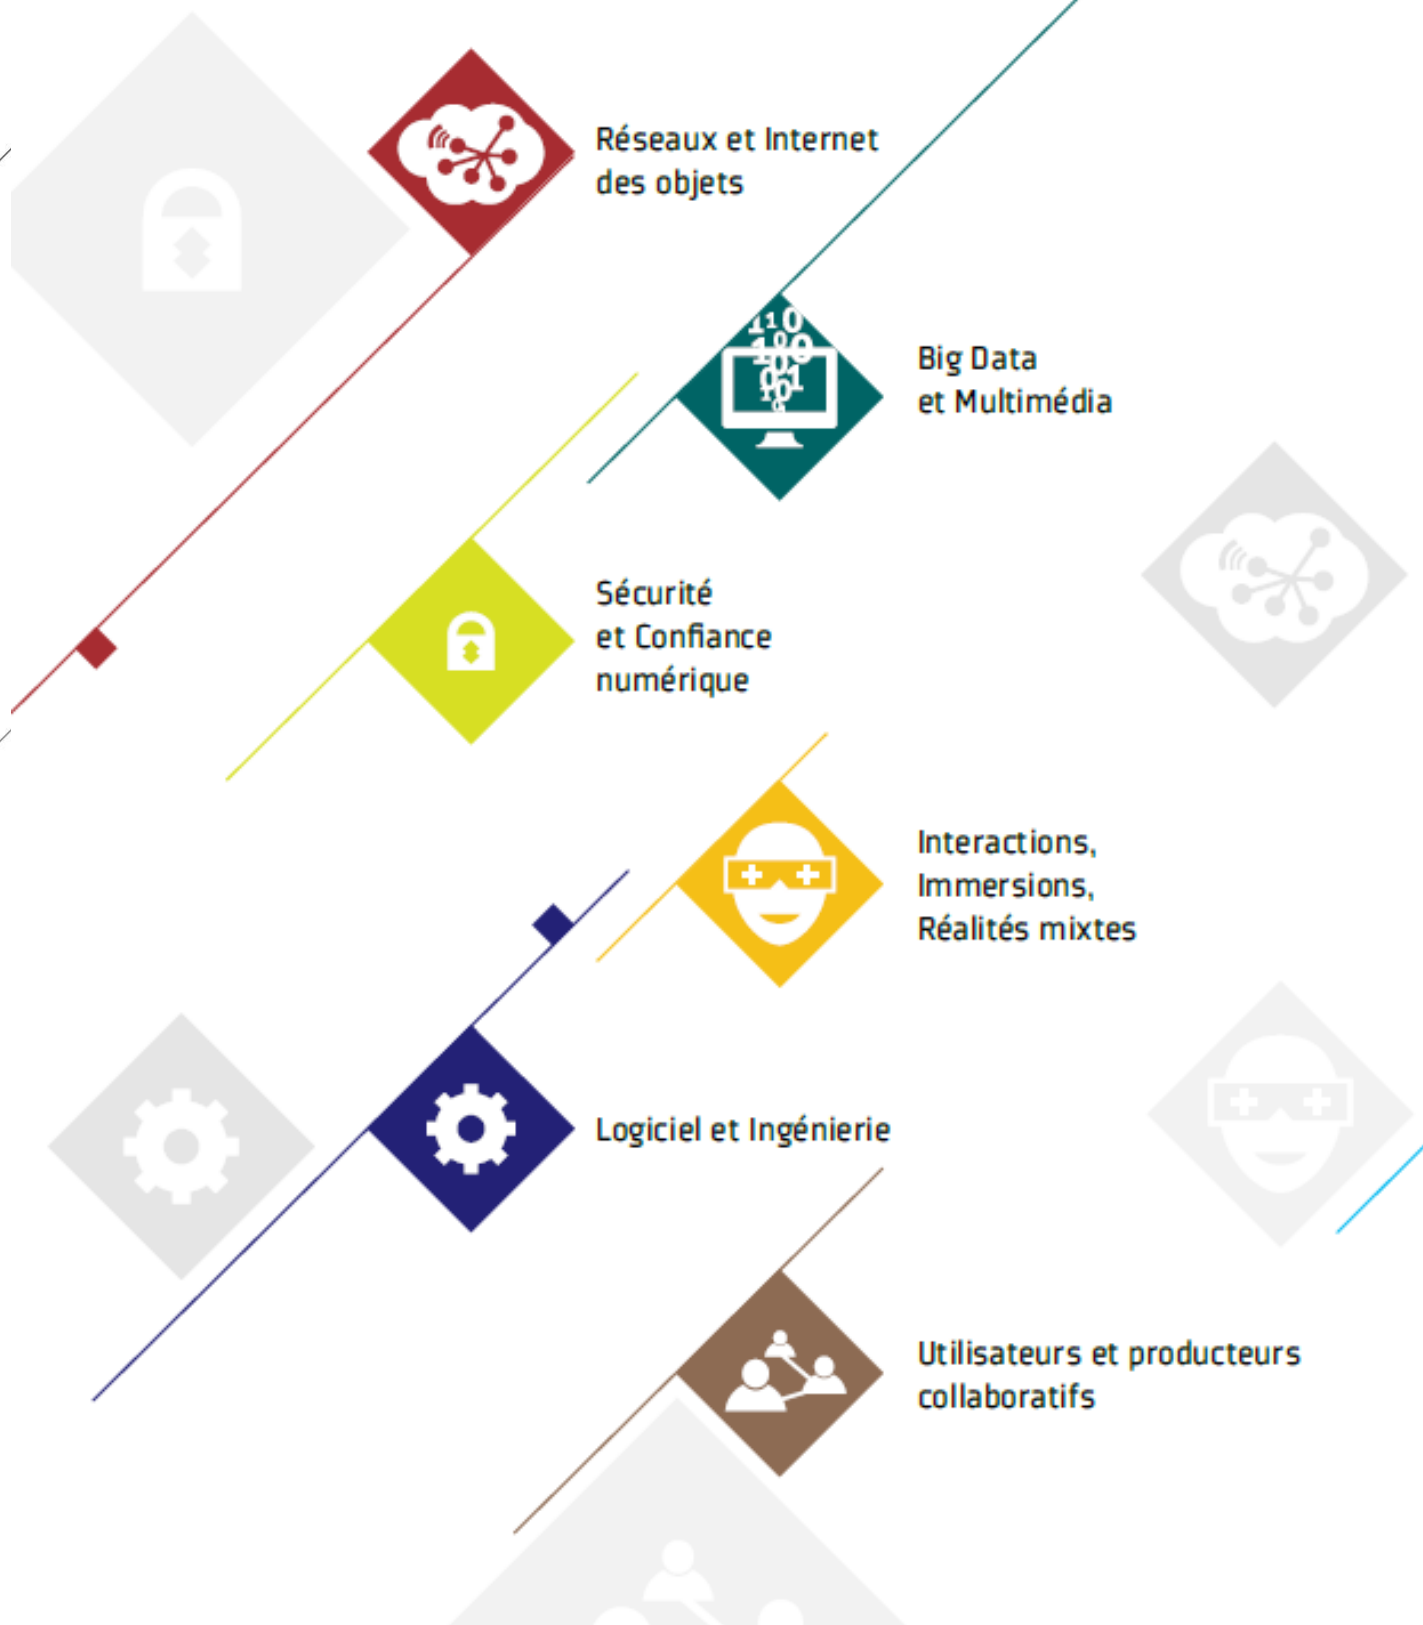 Réseaux et Internet
des objets
110
Big Data
et Multimédia
Sécurité
et Confiance
numérique
Interactions,
Immersions,
Réalités mixtes
Logiciel et Ingénierie
Utilisateurs et producteurs
collaboratifs